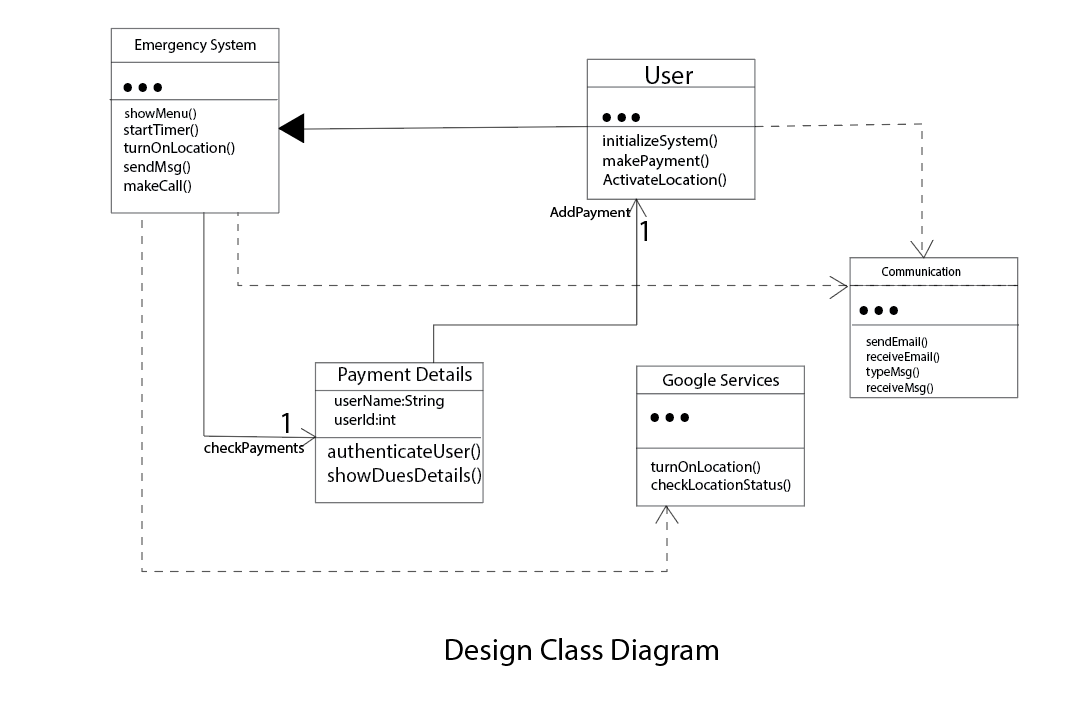 Emergency System
•••
showMenu()
startTimer()
turnOnLocation()
sendMsg()
makeCall()
User
•••
initializeSystem()
makePayment()
ActivateLocation()
AddPayment
1
Communication
•••
sendEmail()
receiveEmail()
typeMsg()
receiveMsg()
Payment Details
userName:String
userId:int
authenticateUser()
showDuesDetails()
1
checkPayments
Google Services
•••
turnOnLocation()
checkLocationStatus()
Design Class Diagram